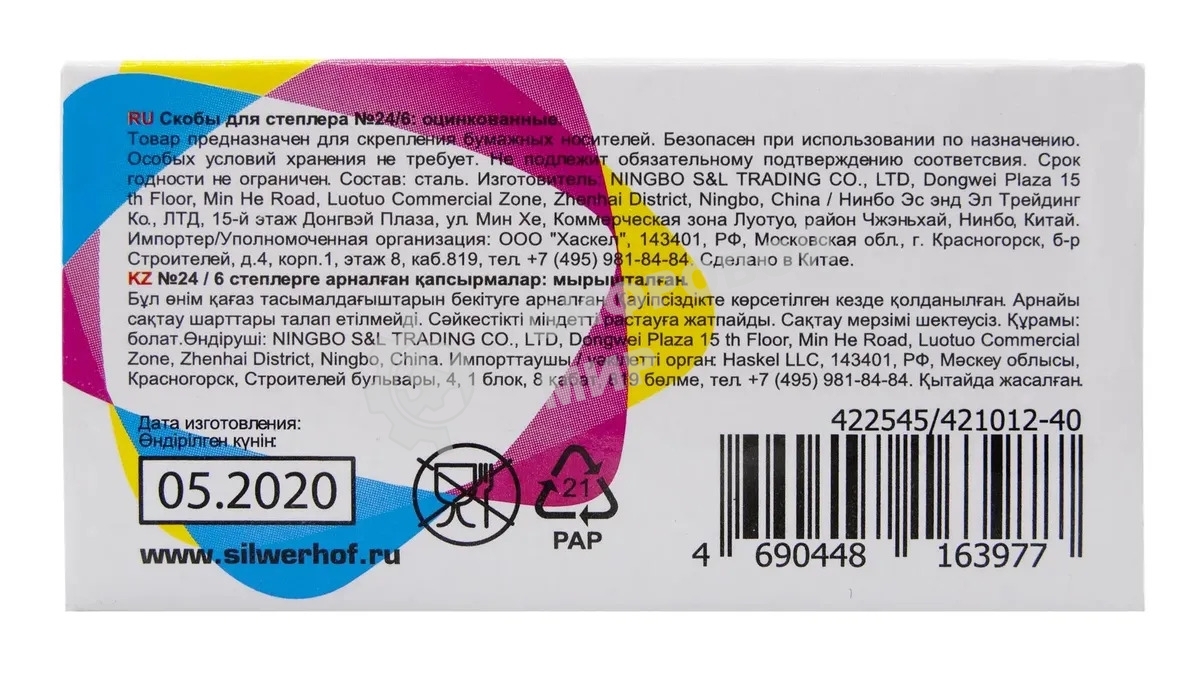 RU Скобы для степлера №24/6: оцинкованные.
Товар предназначен для скрепления бумажных носителей. Безопасен при использовании по назначению.
Особых условий хранения не требует. Не подлежит обязательному подтверждению соответсвия. Срок
годности не ограничен. Состав: сталь. Изготовитель: NINGBO S&L TRADING CO., LTD, Dongwei Plaza 15
th Floor, Min He Road, Luotuo Commercial Zone, Zhenhai District, Ningbo, China / Нинбо Эс энд Эл Трейдинг
Ко., ЛТД, 15-й этаж Донгвэй Плаза, ул. Мин Хе, Коммерческая зона Луотуо, район Чжэньхай, Нинбо, Китай.
Импортер/Уполномоченная организация: ООО "Хаскел", 143401, РФ, Московская обл., г. Красногорск, б-р
Строителей, д.4, корп.1, этаж 8, каб.819, тел. +7 (495) 981-84-84. Сделано в Китае.
KZ №24 / 6 степлерге арналған қапсырмалар: мырышталған.
Бұл өнім қағаз тасымалдағыштарын бекітуге арналған. Қауіпсіздікте көрсетілген кезде қолданылған. Арнайы
сақтау шарттары талап етілмейді. Сәйкестікті міндетті растауға жатпайды. Сақтау мерзімі шектеусіз. Құрамы:
болат.Өндіруші: NINGBO S&L TRADING CO., LTD, Dongwei Plaza 15 th Floor, Min He Road, Luotuo Commercial
Zone, Zhenhai District, Ningbo, China. Импорттаушы / уәкілетті орган: Haskel LLC, 143401, РФ, Мәскеу облысы,
Красногорск, Строителей бульвары, 4, 1 блок, 8 қабат, 819 бөлме, тел. +7 (495) 981-84-84. Қытайда жасалған.
Дата изготовления:
Өндірілген күнін:
05.2020
www.silwerhof.ru
21
PAP
422545/421012-40
4 690448 163977